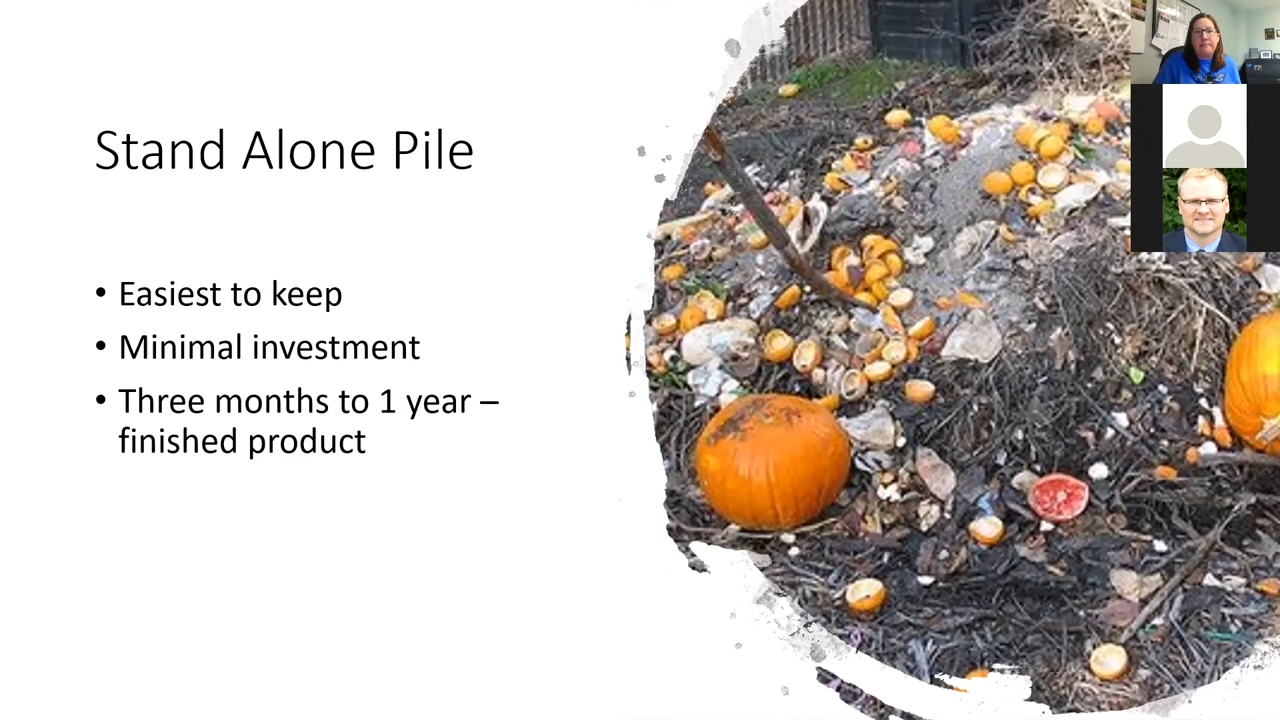 Stand Alone Pile
• Easiest to keep
• Minimal investment
• Three months to 1 year –
finished product